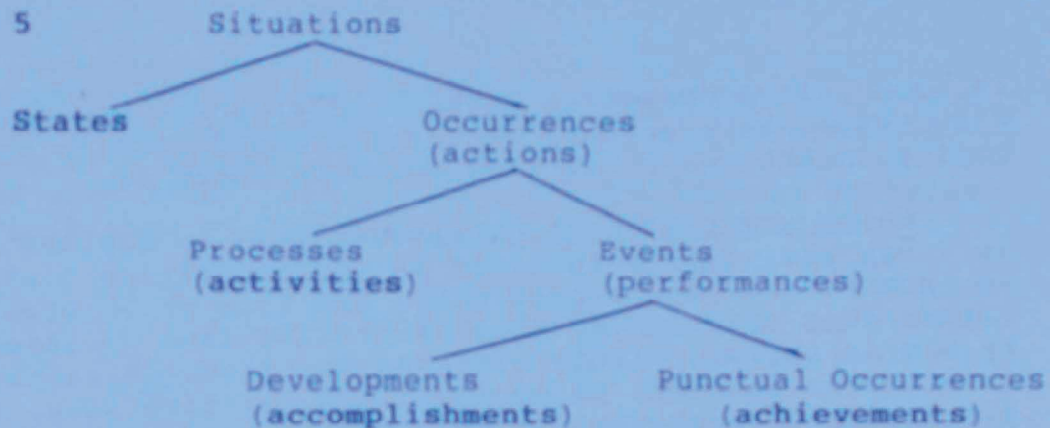 5 Situations
States Occurrences
(actions)
Processes Events
(activities) (performances)
Developments Punctual Occurrences
(accomplishments) (achievements)